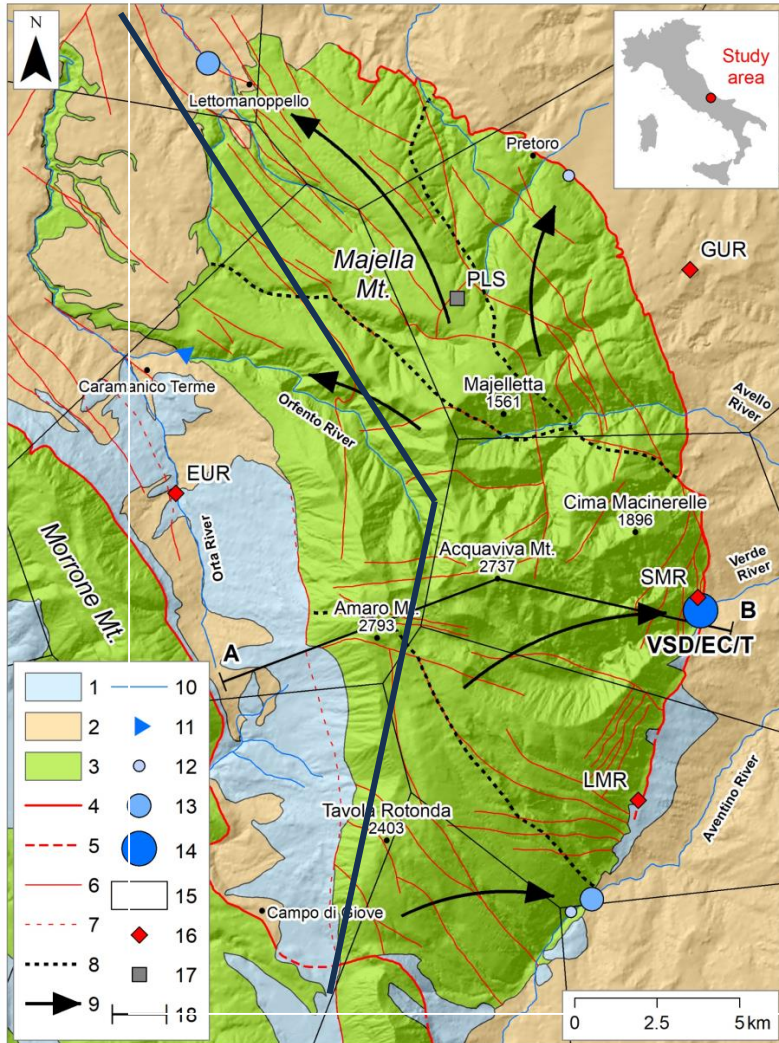 N
Study
area
Lettomanoppello
Pretoro
GUR
Majella
Mt.
PLS
Caramanico Terme
Majelletta
1561
Avello
River
Orfento River
EUR
Cima Macinerelle
1896
Orta River
Morrone Mt.
Acquaviva Mt.
2737
Verde
River
SMR
Amaro Mt.
2793
A
B
VSD/EC/T
1 10
2 11
3 12
4 13
5 14
6 15
7 16
8 17
9 18
LMR
Aventino River
Tavola Rotonda
2403
Campo di Giove
0 2.5 5 km